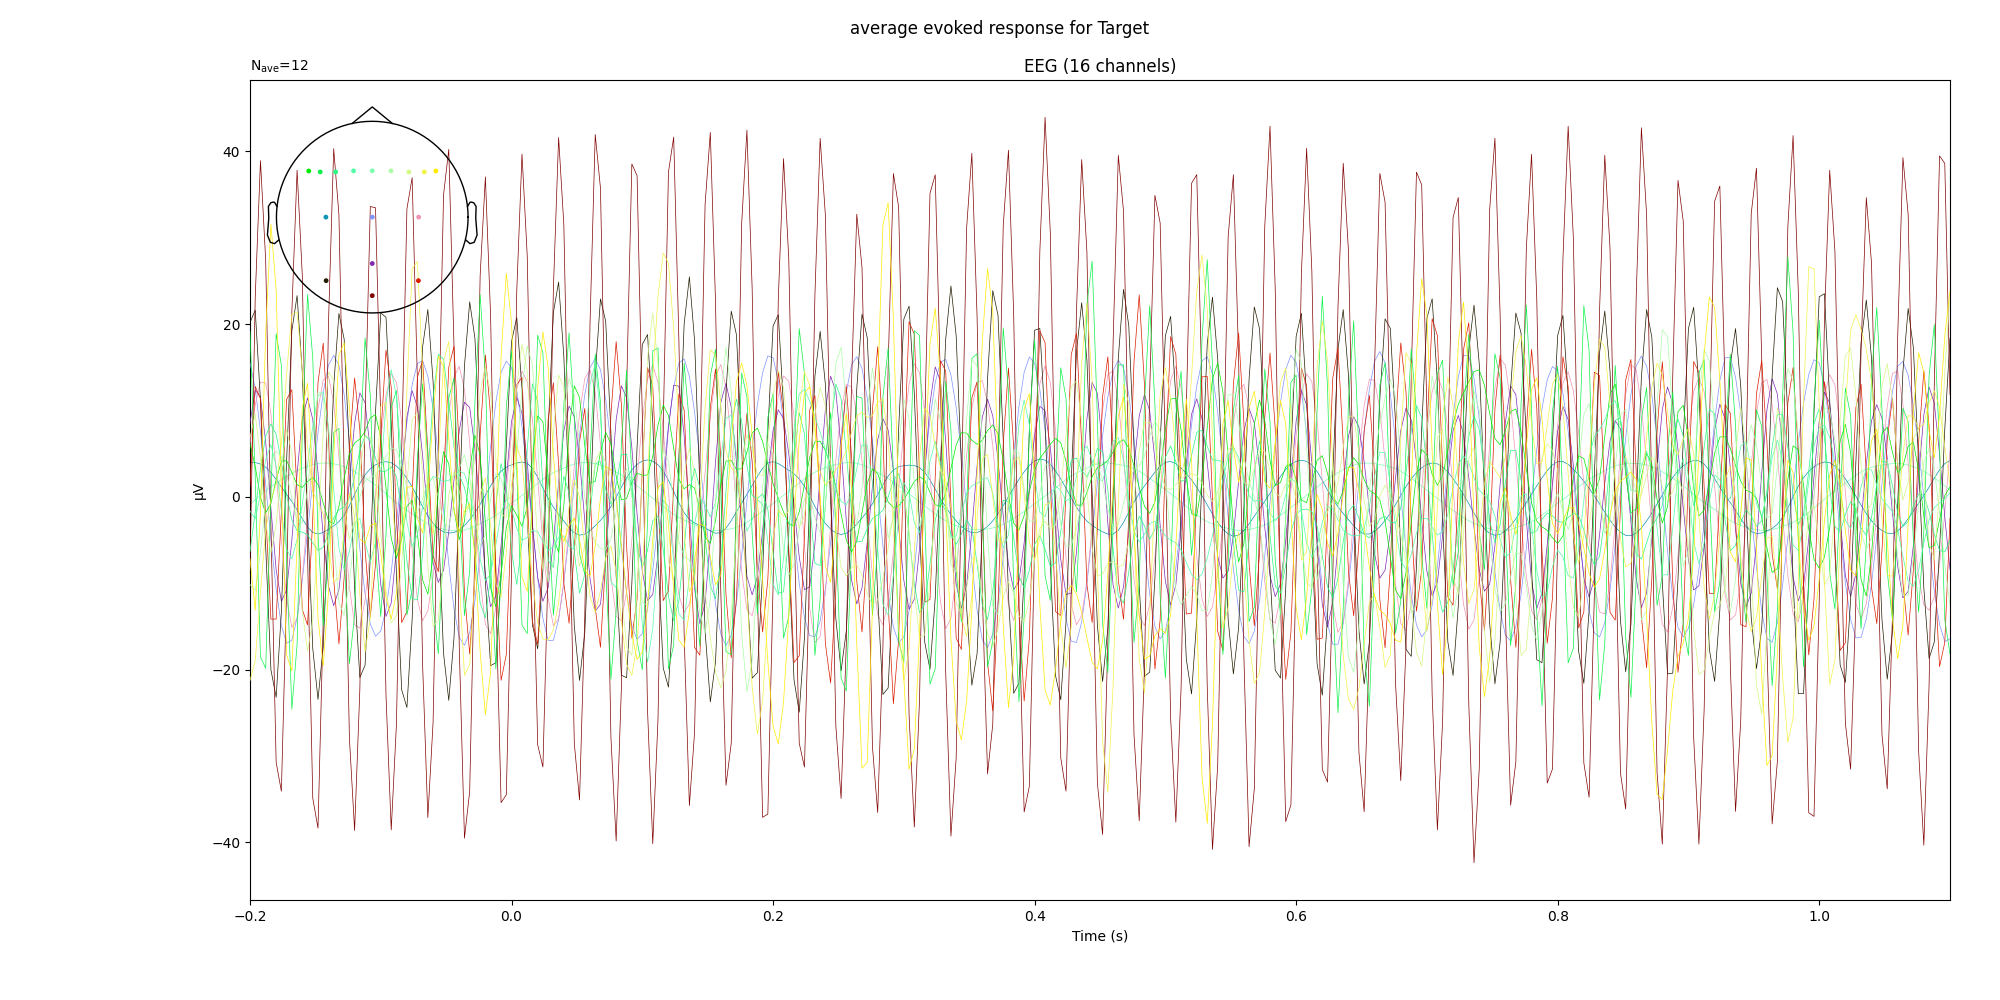 average evoked response for Target
Nave=12
EEG (16 channels)
40
20
0
−20
−40
µV
−0.2
0.0
0.2
0.4
0.6
0.8
1.0
Time (s)